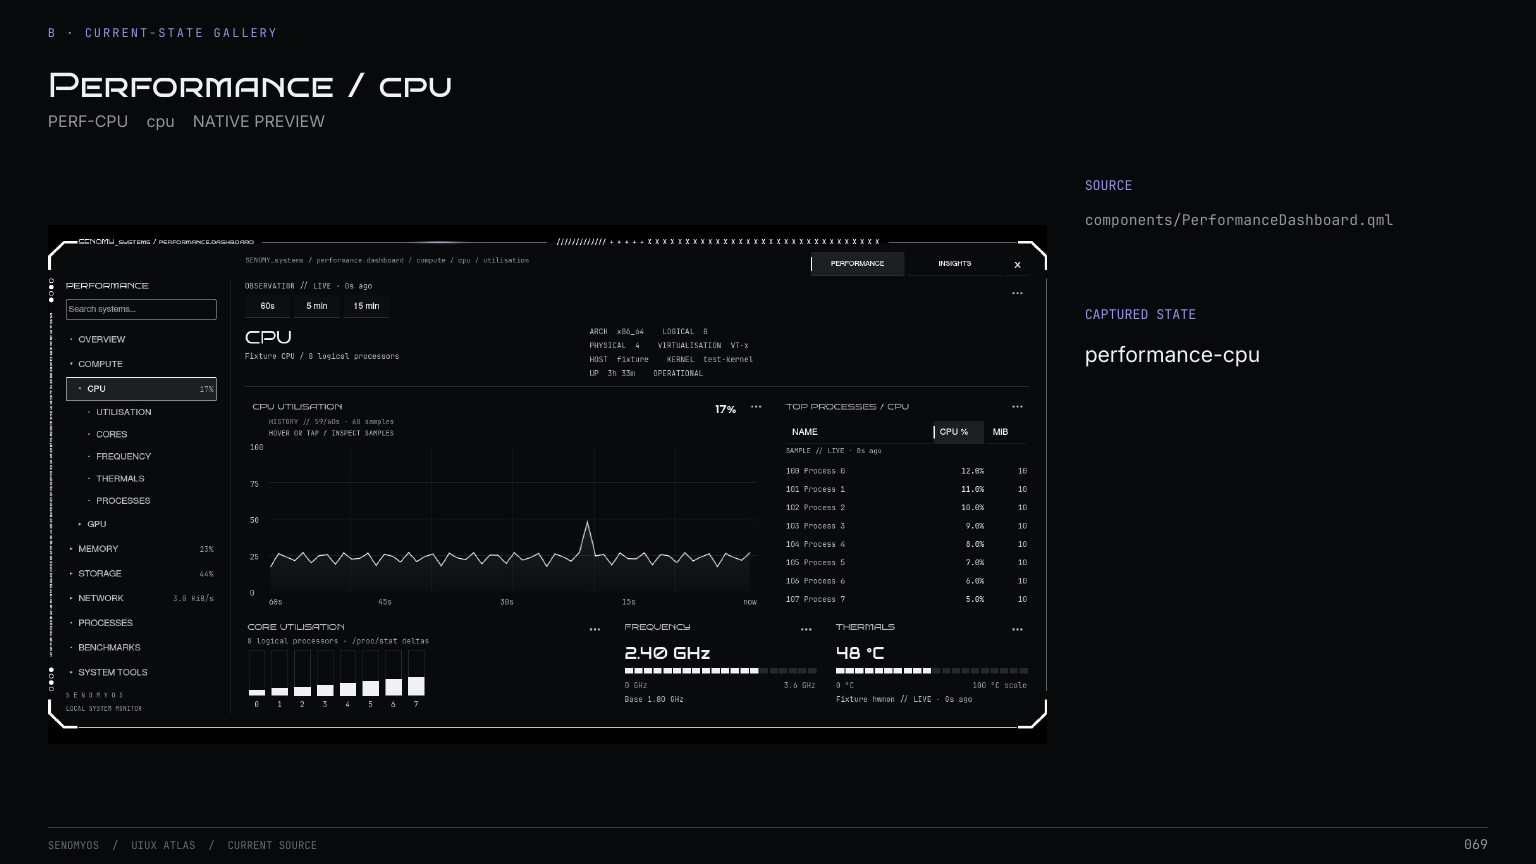 B · CURRENT-STATE GALLERY
PERFORMANCE / CPU
PERF-CPU cpu NATIVE PREVIEW
SOURCE
components/PerformanceDashboard.qml
CAPTURED STATE
performance-cpu
SENOMY_SYSTEMS / PERFORMANCE.DASHBOARD
///////////// + + + + + X X X X X X X X X X X X X X X X X X X X X X X X X X X
SENOMY_systems / performance.dashboard / compute / cpu / utilisation
PERFORMANCE INSIGHTS X
PERFORMANCE
Search systems...
OVERVIEW
COMPUTE
CPU 17%
UTILISATION
CORES
FREQUENCY
THERMALS
PROCESSES
GPU
MEMORY 23%
STORAGE 44%
NETWORK 3.0 KiB/s
PROCESSES
BENCHMARKS
SYSTEM TOOLS
SENOMYOS
LOCAL SYSTEM MONITOR
OBSERVATION // LIVE · 0s ago
60s 5 min 15 min
CPU
Fixture CPU / 8 logical processors
ARCH x86_64 LOGICAL 8
PHYSICAL 4 VIRTUALISATION VT-x
HOST fixture KERNEL test-kernel
UP 3h 33m OPERATIONAL
CPU UTILISATION 17% •••
HISTORY // 59/60s · 60 samples
HOVER OR TAP / INSPECT SAMPLES
100
75
50
25
0
60s 45s 30s 15s now
TOP PROCESSES / CPU •••
NAME CPU % MiB
SAMPLE // LIVE · 0s ago
100 Process 0 12.0% 10
101 Process 1 11.0% 10
102 Process 2 10.0% 10
103 Process 3 9.0% 10
104 Process 4 8.0% 10
105 Process 5 7.0% 10
106 Process 6 6.0% 10
107 Process 7 5.0% 10
CORE UTILISATION •••
8 logical processors · /proc/stat deltas
0 1 2 3 4 5 6 7
FREQUENCY •••
2.40 GHz
0 GHz 3.6 GHz
Base 1.80 GHz
THERMALS •••
48 °C
0 °C 100 °C scale
Fixture hwmon // LIVE · 0s ago
SENOMYOS / UIUX ATLAS / CURRENT SOURCE
069